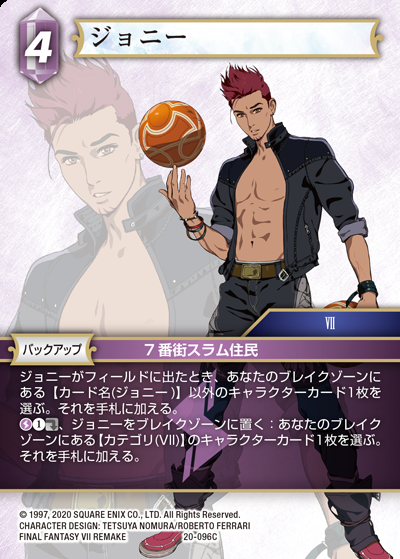 4
ジョニー
VII
バックアップ
7番街スラム住民
ジョニーがフィールドに出たとき、あなたのブレイクゾーンに
ある【カード名(ジョニー)】以外のキャラクターカード1枚を
選ぶ。それを手札に加える。
1、ジョニーをブレイクゾーンに置く:あなたのブレイク
ゾーンにある【カテゴリ(VII)】のキャラクターカード1枚を選ぶ。
それを手札に加える。
© 1997, 2020 SQUARE ENIX CO., LTD. All Rights Reserved.
CHARACTER DESIGN: TETSUYA NOMURA/ROBERTO FERRARI
FINAL FANTASY VII REMAKE 20-096C